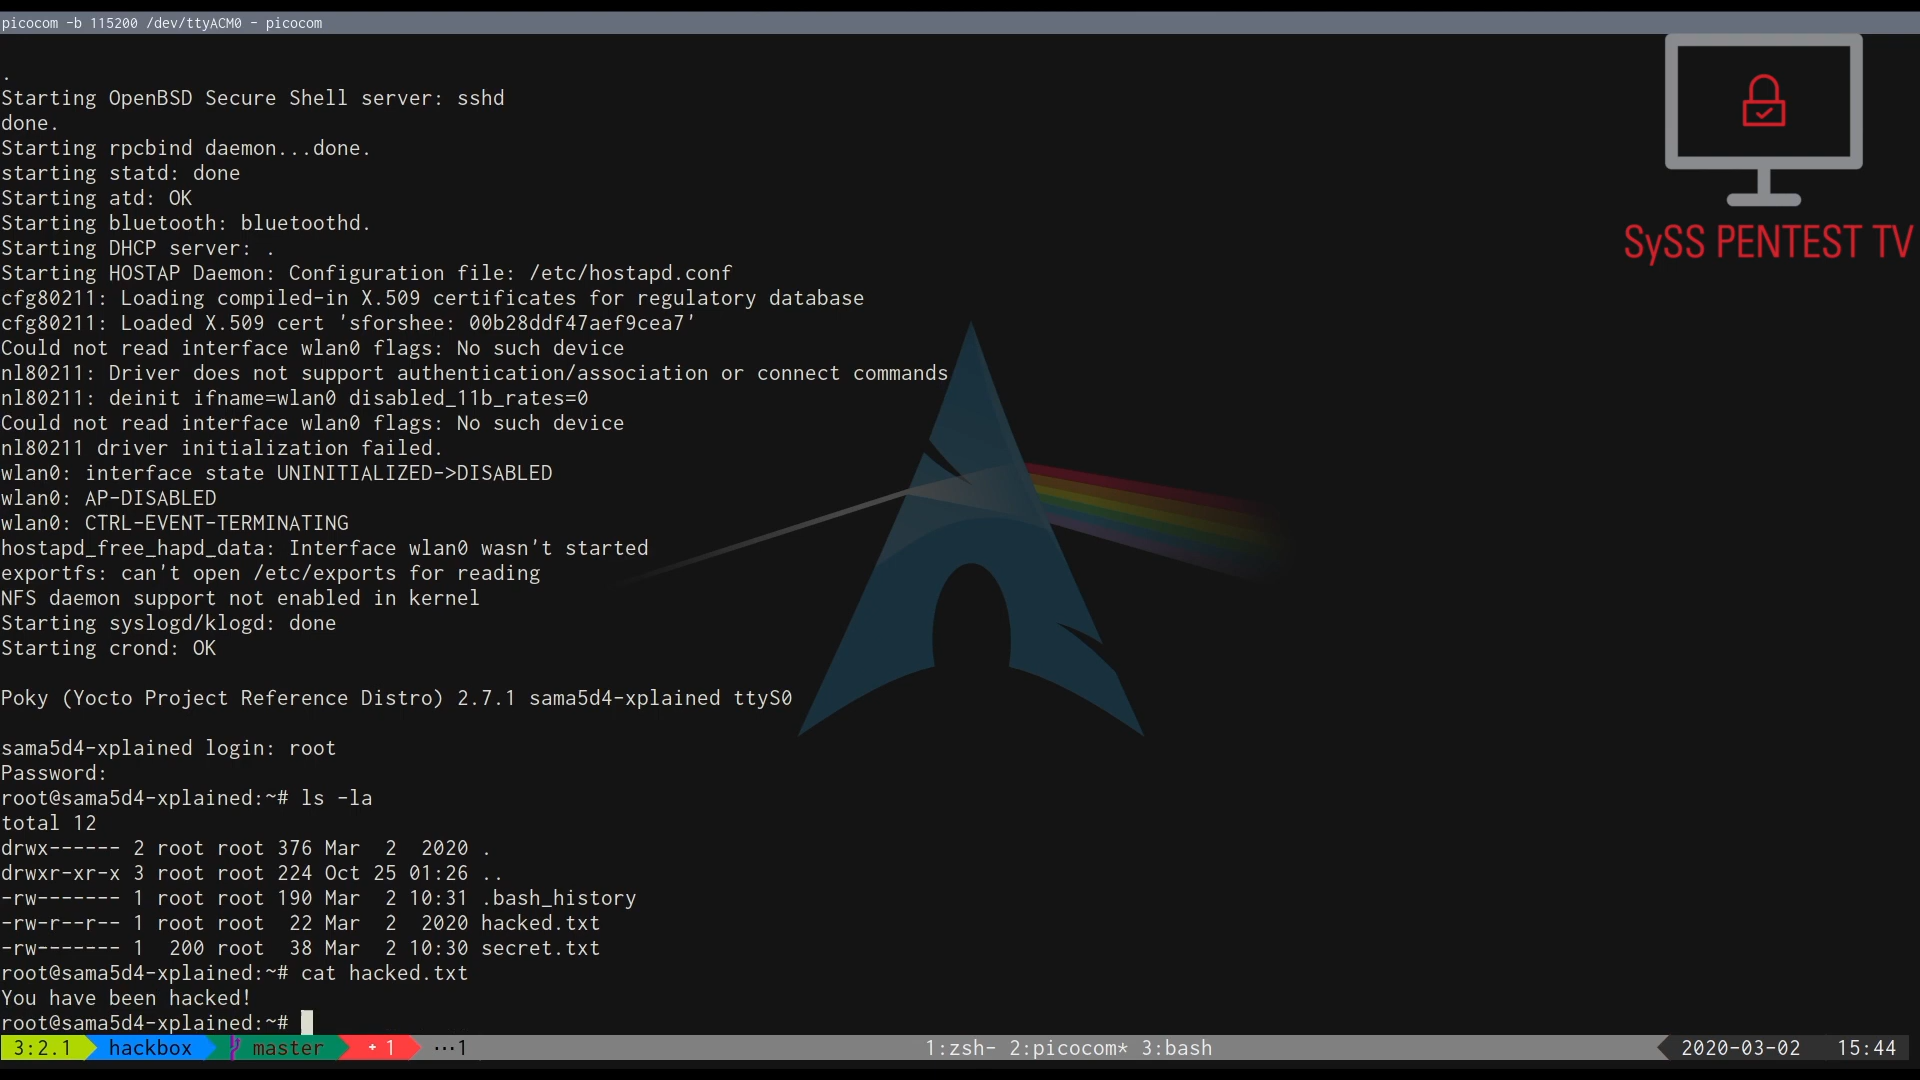 picocom -b 115200 /dev/ttyACM0 - picocom
.
Starting OpenBSD Secure Shell server: sshd
done.
Starting rpcbind daemon...done.
starting statd: done
Starting atd: OK
Starting bluetooth: bluetoothd.
Starting DHCP server: .
Starting HOSTAP Daemon: Configuration file: /etc/hostapd.conf
cfg80211: Loading compiled-in X.509 certificates for regulatory database
cfg80211: Loaded X.509 cert 'sforshee: 00b28ddf47aef9cea7'
Could not read interface wlan0 flags: No such device
nl80211: Driver does not support authentication/association or connect commands
nl80211: deinit ifname=wlan0 disabled_11b_rates=0
Could not read interface wlan0 flags: No such device
nl80211 driver initialization failed.
wlan0: interface state UNINITIALIZED->DISABLED
wlan0: AP-DISABLED
wlan0: CTRL-EVENT-TERMINATING
hostapd_free_hapd_data: Interface wlan0 wasn't started
exportfs: can't open /etc/exports for reading
NFS daemon support not enabled in kernel
Starting syslogd/klogd: done
Starting crond: OK
Poky (Yocto Project Reference Distro) 2.7.1 sama5d4-xplained ttyS0
sama5d4-xplained login: root
Password:
root@sama5d4-xplained:~# ls -la
total 12
drwx------ 2 root root 376 Mar  2  2020 .
drwxr-xr-x 3 root root 224 Oct 25 01:26 ..
-rw------- 1 root root 190 Mar  2 10:31 .bash_history
-rw-r--r-- 1 root root  22 Mar  2  2020 hacked.txt
-rw------- 1  200 root  38 Mar  2 10:30 secret.txt
root@sama5d4-xplained:~# cat hacked.txt
You have been hacked!
root@sama5d4-xplained:~#
3:2.1 hackbox master +1 ···1 1:zsh- 2:picocom* 3:bash 2020-03-02 15:44
SySS PENTEST TV